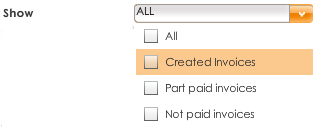 Show ALL
All
Created Invoices
Part paid invoices
Not paid invoices